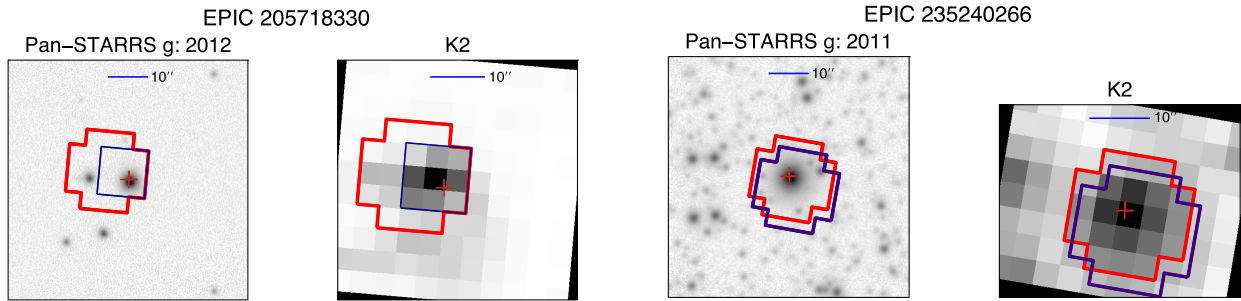 EPIC 205718330
Pan−STARRS g: 2012
K2
10′′
10′′
EPIC 235240266
Pan−STARRS g: 2011
K2
10′′
10′′